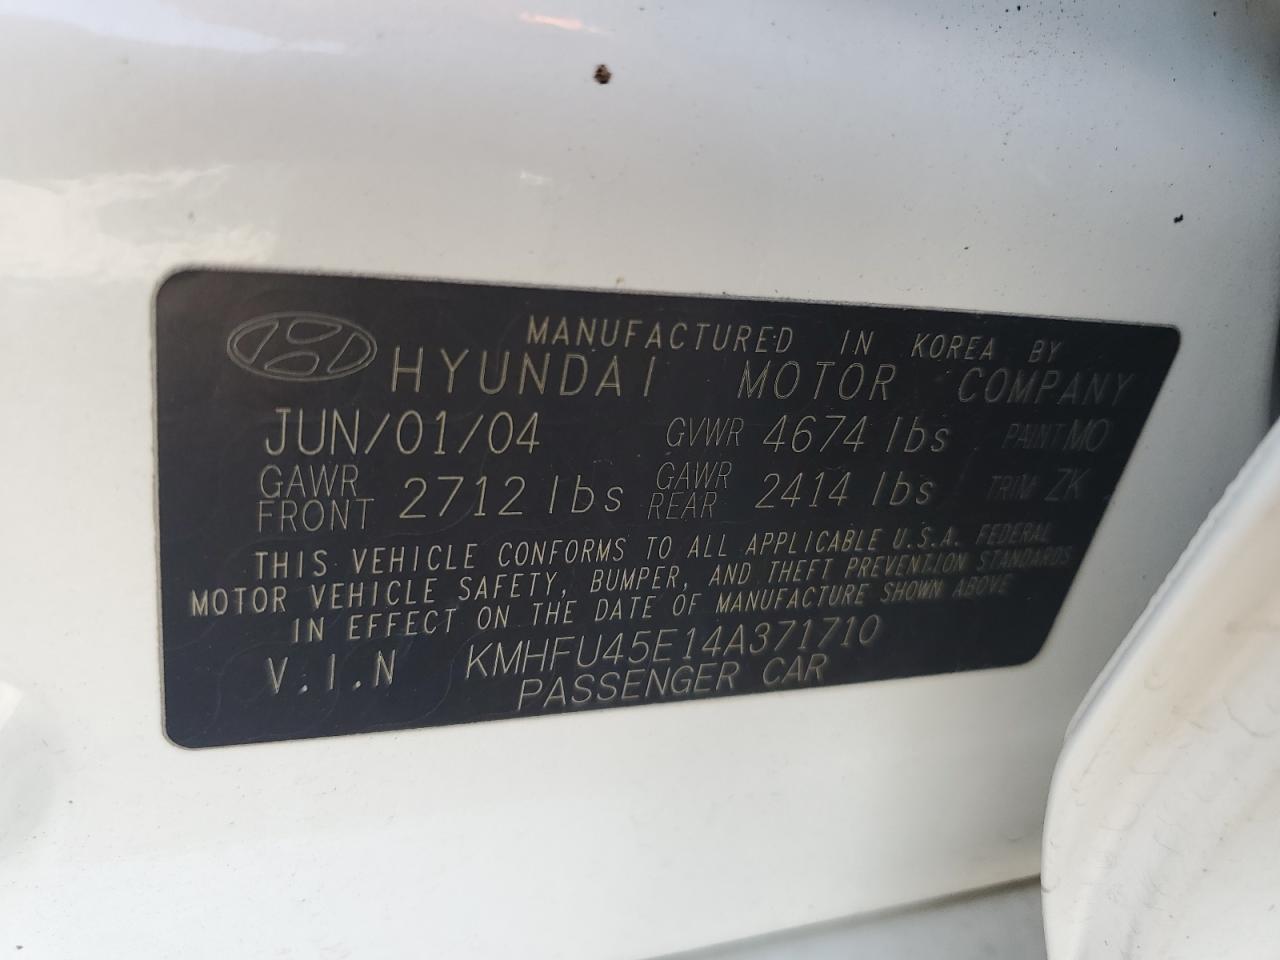 MANUFACTURED IN KOREA BY
HYUNDAI MOTOR COMPANY
JUN/01/04 GVWR 4674 lbs PAINT MO
GAWR FRONT 2712 lbs GAWR REAR 2414 lbs TRIM ZK
THIS VEHICLE CONFORMS TO ALL APPLICABLE U.S.A. FEDERAL
MOTOR VEHICLE SAFETY, BUMPER, AND THEFT PREVENTION STANDARDS
IN EFFECT ON THE DATE OF MANUFACTURE SHOWN ABOVE
V.I.N KMHFU45E14A371710
PASSENGER CAR